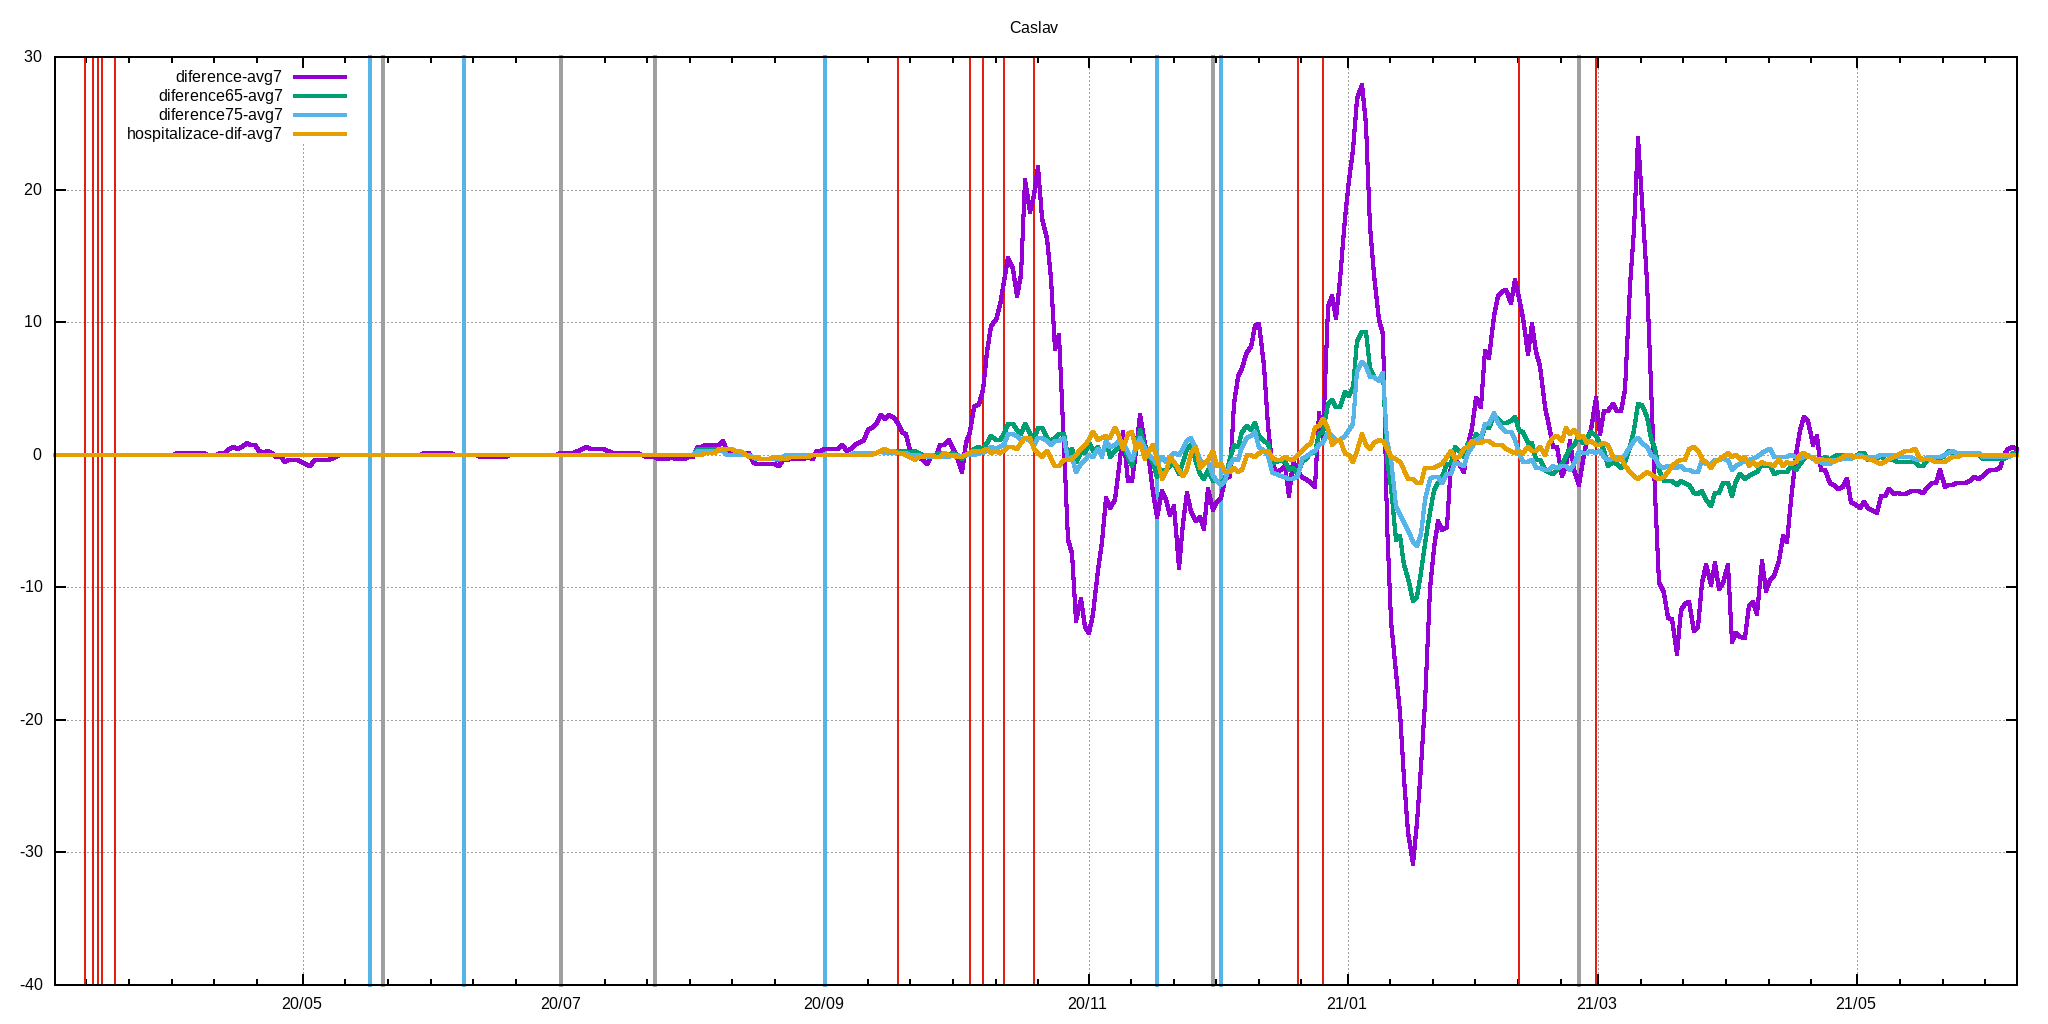 Caslav
30
diference-avg7
diference65-avg7
diference75-avg7
hospitalizace-dif-avg7
20
10
0
-10
-20
-30
-40
20/05 20/07 20/09 20/11 21/01 21/03 21/05